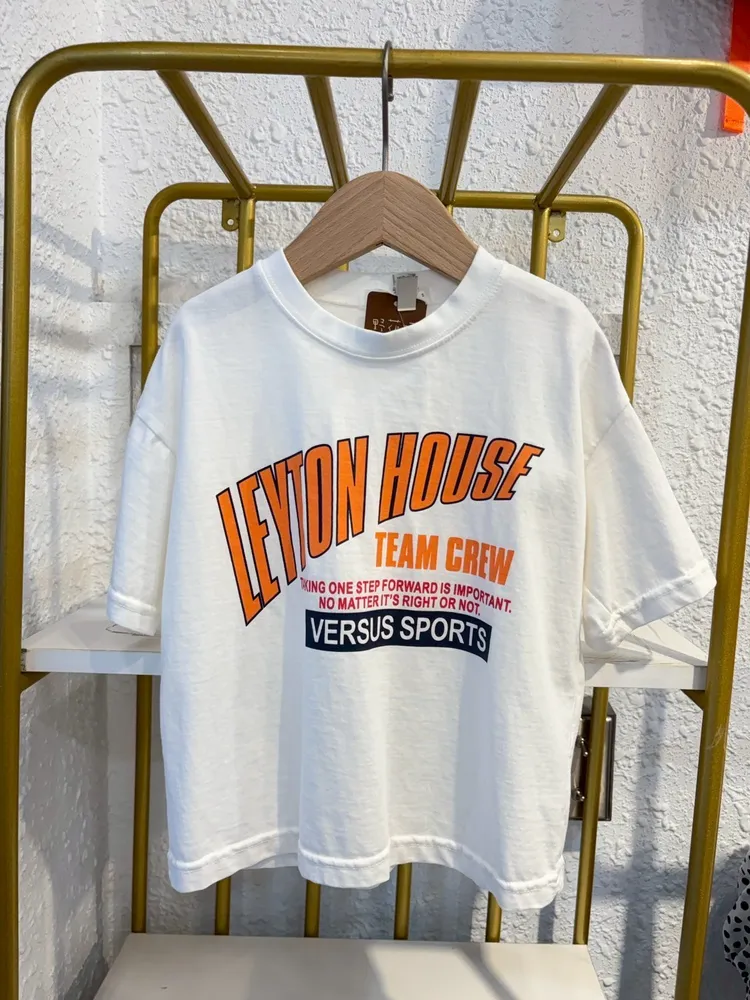 LEYTON HOUSE
TEAM CREW
TAKING ONE STEP FORWARD IS IMPORTANT.
NO MATTER IT'S RIGHT OR NOT.
VERSUS SPORTS